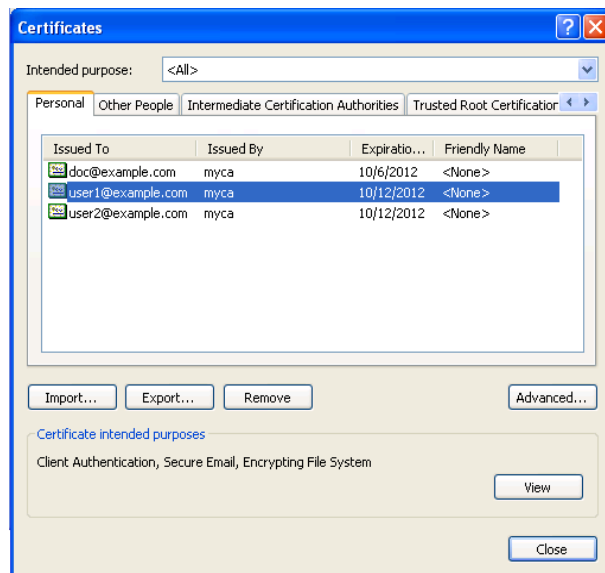 Certificates
Intended purpose: <All>
Personal Other People Intermediate Certification Authorities Trusted Root Certification
Issued To Issued By Expiratio... Friendly Name
doc@example.com myca 10/6/2012 <None>
user1@example.com myca 10/12/2012 <None>
user2@example.com myca 10/12/2012 <None>
Import... Export... Remove Advanced...
Certificate intended purposes
Client Authentication, Secure Email, Encrypting File System
View
Close